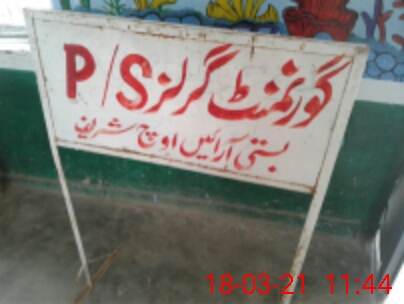 گورنمنٹ گرلز P/S
بستی آرائیں اوچ شریف
18-03-21 11:44